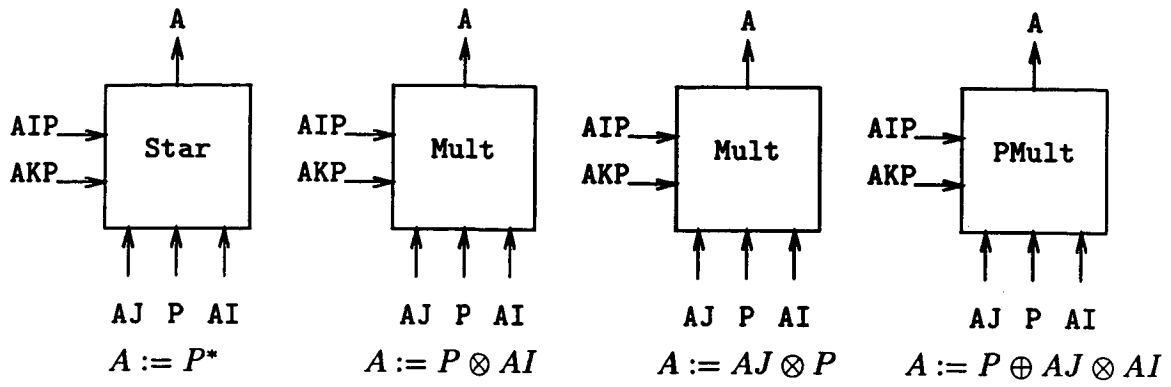 A A A A
AIP AIP AIP AIP
Star Mult Mult PMult
AKP AKP AKP AKP
AJ P AI AJ P AI AJ P AI AJ P AI
A := P* A := P ⊗ AI A := AJ ⊗ P A := P ⊕ AJ ⊗ AI